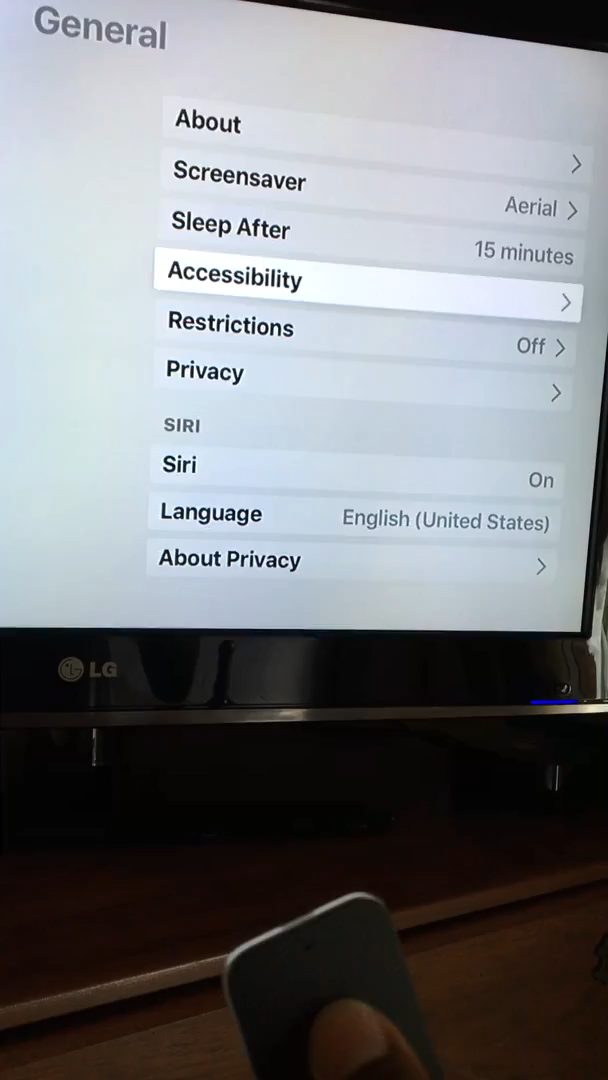 General
About
Screensaver Aerial
Sleep After 15 minutes
Accessibility
Restrictions Off
Privacy
SIRI
Siri On
Language English (United States)
About Privacy
LG